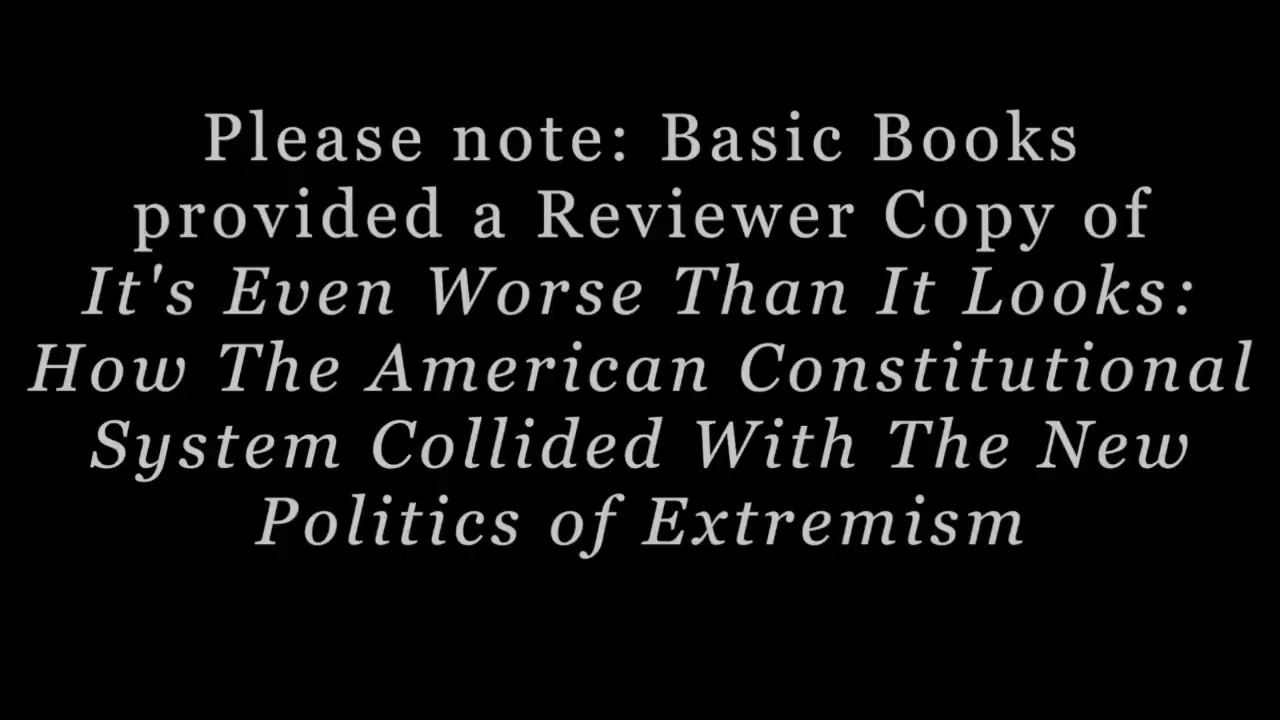 Please note: Basic Books
provided a Reviewer Copy of
It's Even Worse Than It Looks:
How The American Constitutional
System Collided With The New
Politics of Extremism